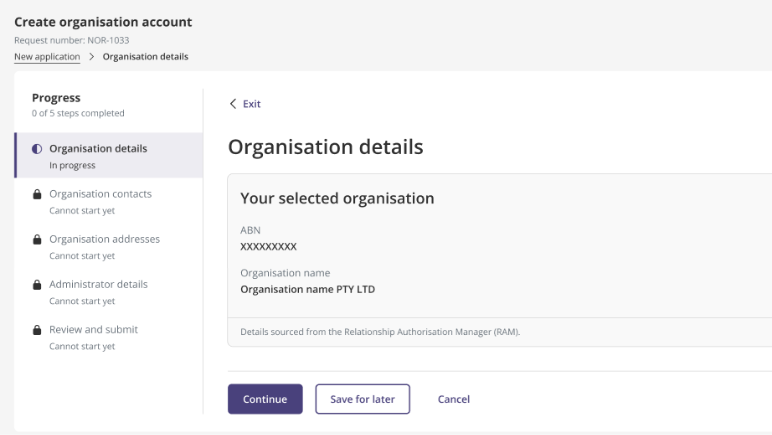 Create organisation account
Request number: NOR-1033
New application > Organisation details
Progress
0 of 5 steps completed
Organisation details
In progress
Organisation contacts
Cannot start yet
Organisation addresses
Cannot start yet
Administrator details
Cannot start yet
Review and submit
Cannot start yet
Exit
Organisation details
Your selected organisation
ABN
XXXXXXXXX
Organisation name
Organisation name PTY LTD
Details sourced from the Relationship Authorisation Manager (RAM).
Continue
Save for later
Cancel